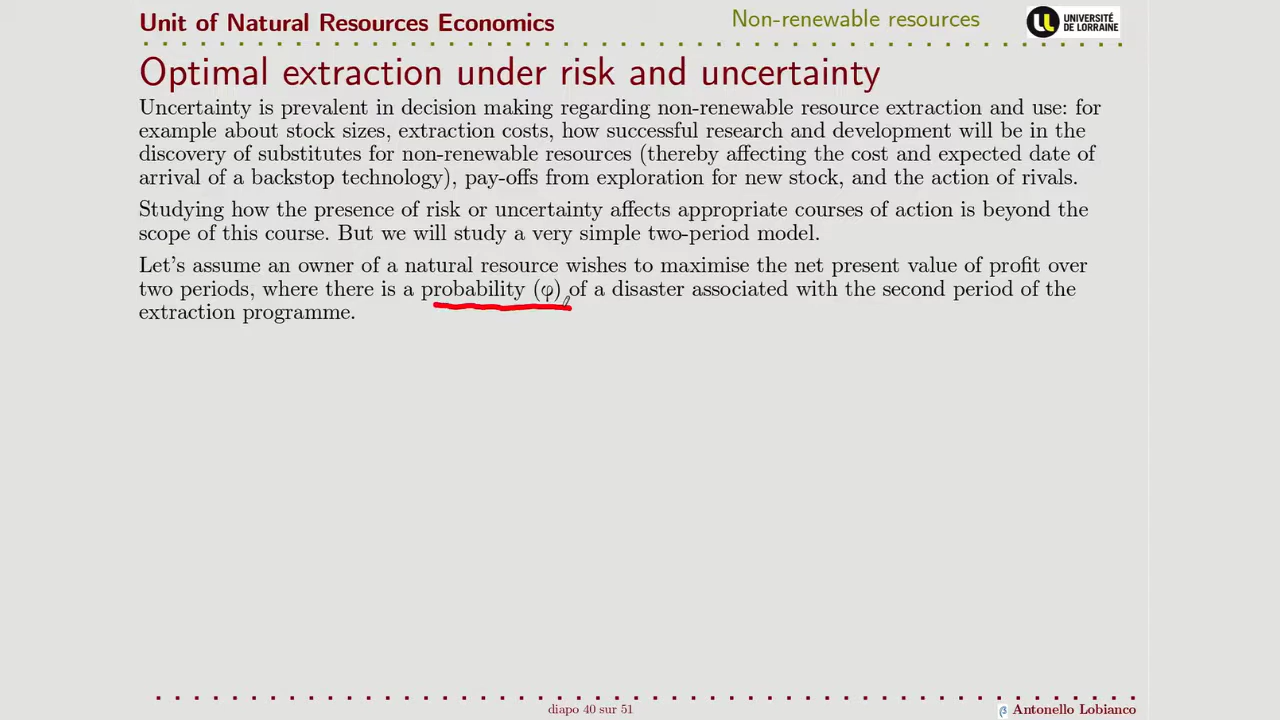 Unit of Natural Resources Economics
Non-renewable resources
UNIVERSITÉ
DE LORRAINE
Optimal extraction under risk and uncertainty
Uncertainty is prevalent in decision making regarding non-renewable resource extraction and use: for
example about stock sizes, extraction costs, how successful research and development will be in the
discovery of substitutes for non-renewable resources (thereby affecting the cost and expected date of
arrival of a backstop technology), pay-offs from exploration for new stock, and the action of rivals.
Studying how the presence of risk or uncertainty affects appropriate courses of action is beyond the
scope of this course. But we will study a very simple two-period model.
Let's assume an owner of a natural resource wishes to maximise the net present value of profit over
two periods, where there is a probability (φ) of a disaster associated with the second period of the
extraction programme.
diapo 40 sur 51
Antonello Lobianco